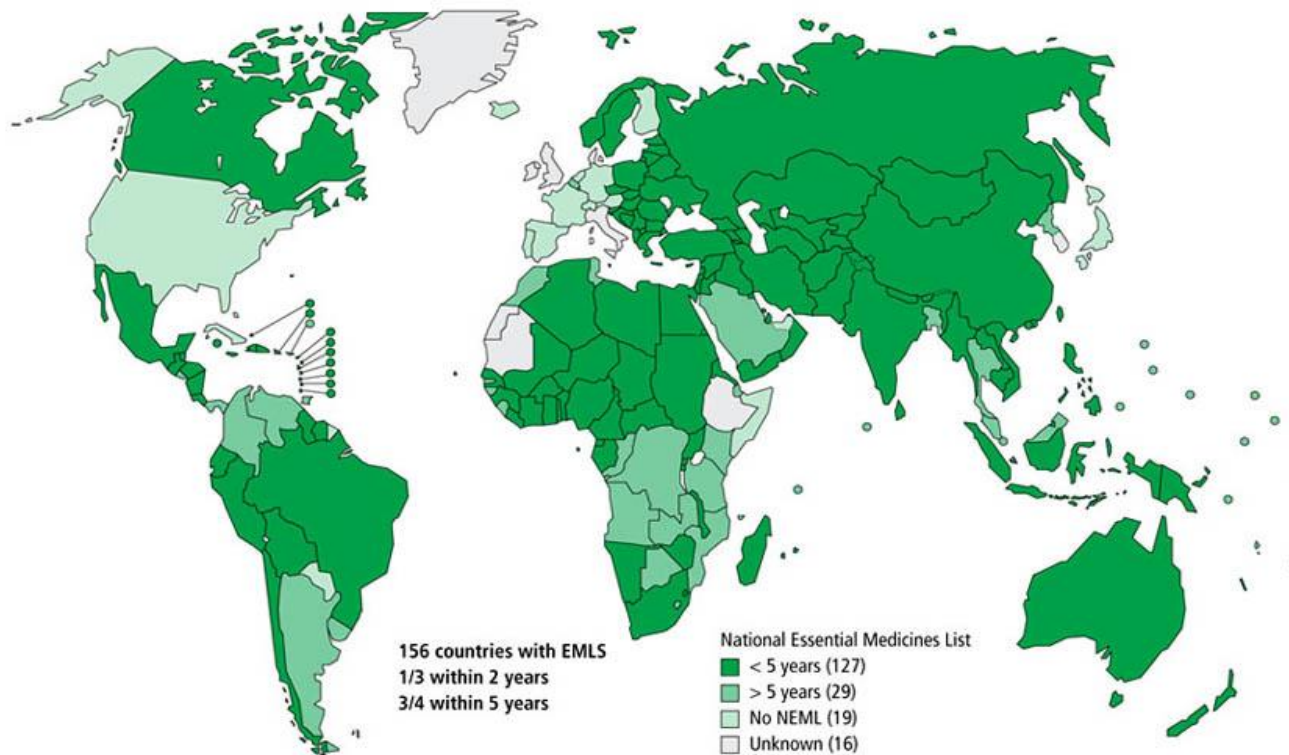 156 countries with EMLS
1/3 within 2 years
3/4 within 5 years
National Essential Medicines List
< 5 years (127)
> 5 years (29)
No NEML (19)
Unknown (16)